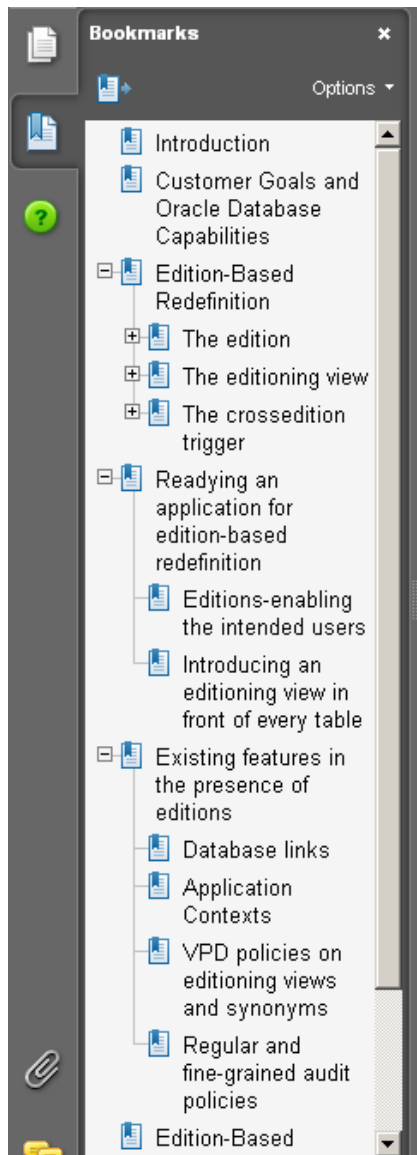 Bookmarks
Options
Introduction
Customer Goals and
Oracle Database
Capabilities
Edition-Based
Redefinition
The edition
The editioning view
The crossedition
trigger
Readying an
application for
edition-based
redefinition
Editions-enabling
the intended users
Introducing an
editioning view in
front of every table
Existing features in
the presence of
editions
Database links
Application
Contexts
VPD policies on
editioning views
and synonyms
Regular and
fine-grained audit
policies
Edition-Based